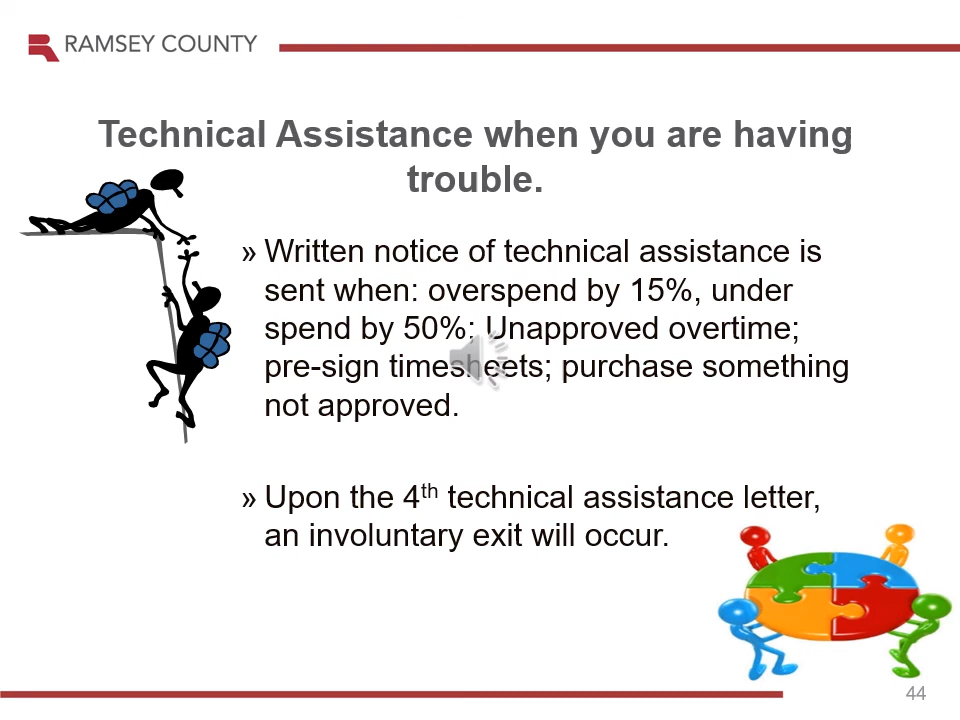 RAMSEY COUNTY
Technical Assistance when you are having
trouble.
» Written notice of technical assistance is
sent when: overspend by 15%, under
spend by 50%; Unapproved overtime;
pre-sign timesheets; purchase something
not approved.
» Upon the 4th technical assistance letter,
an involuntary exit will occur.
44